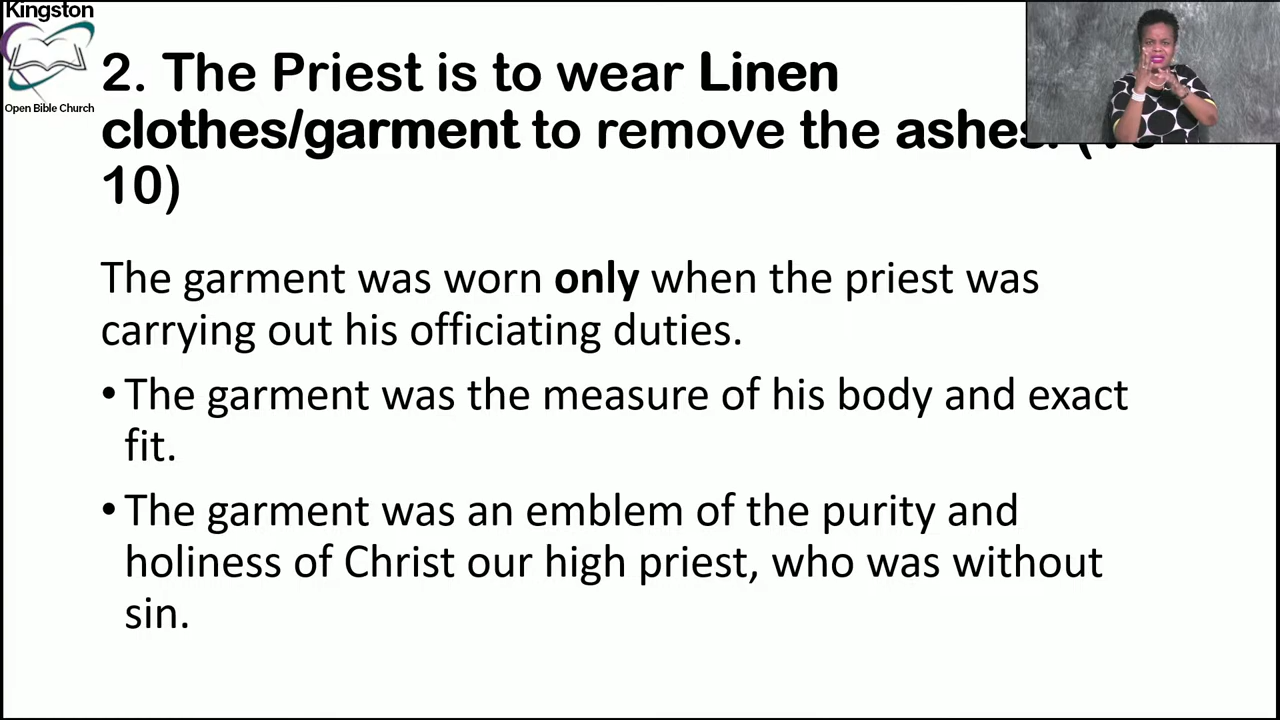 Kingston
Open Bible Church
2. The Priest is to wear Linen
clothes/garment to remove the ashes.
10)
The garment was worn only when the priest was
carrying out his officiating duties.
• The garment was the measure of his body and exact
fit.
• The garment was an emblem of the purity and
holiness of Christ our high priest, who was without
sin.